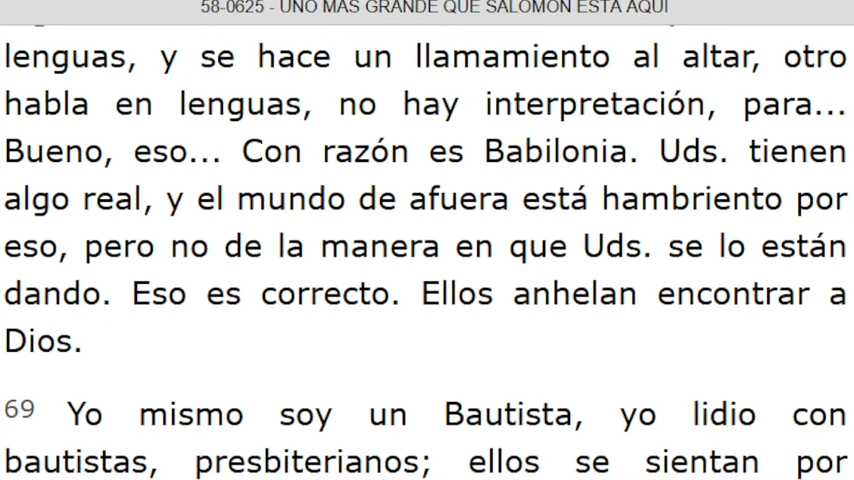 58-0625 - UNO MAS GRANDE QUE SALOMON ESTA AQUI
lenguas, y se hace un llamamiento al altar, otro
habla en lenguas, no hay interpretación, para...
Bueno, eso... Con razón es Babilonia. Uds. tienen
algo real, y el mundo de afuera está hambriento por
eso, pero no de la manera en que Uds. se lo están
dando. Eso es correcto. Ellos anhelan encontrar a
Dios.
69 Yo mismo soy un Bautista, yo lidio con
bautistas, presbiterianos; ellos se sientan por